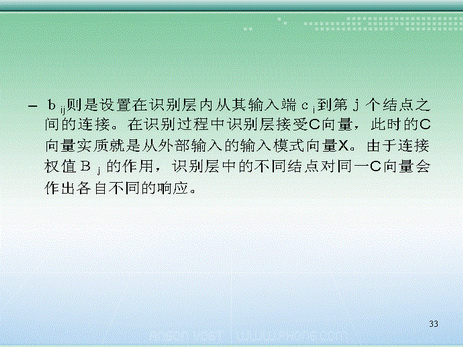 – b ij则是设置在识别层内从其输入端c i到第j个结点之
间的连接。在识别过程中识别层接受C向量，此时的C
向量实质就是从外部输入的输入模式向量X。由于连接
权值B j 的作用，识别层中的不同结点对同一C向量会
作出各自不同的响应。
33